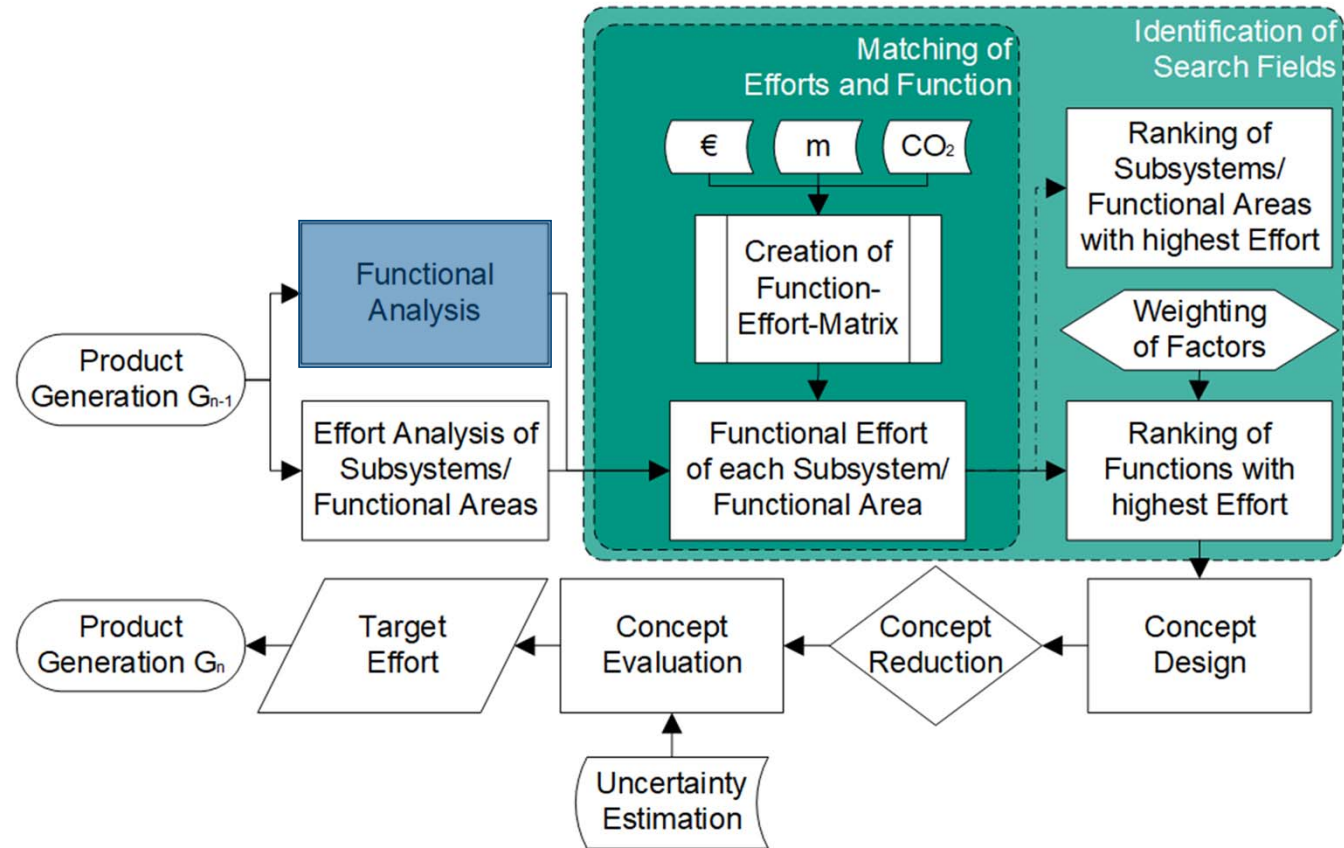 Identification of
Search Fields
Matching of
Efforts and Function
€
m
CO₂
Ranking of
Subsystems/
Functional Areas
with highest Effort
Functional
Analysis
Creation of
Function-
Effort-Matrix
Weighting
of Factors
Product
Generation Gₙ₋₁
Effort Analysis of
Subsystems/
Functional Areas
Functional Effort
of each Subsystem/
Functional Area
Ranking of
Functions with
highest Effort
Product
Generation Gₙ
Target
Effort
Concept
Evaluation
Concept
Reduction
Concept
Design
Uncertainty
Estimation